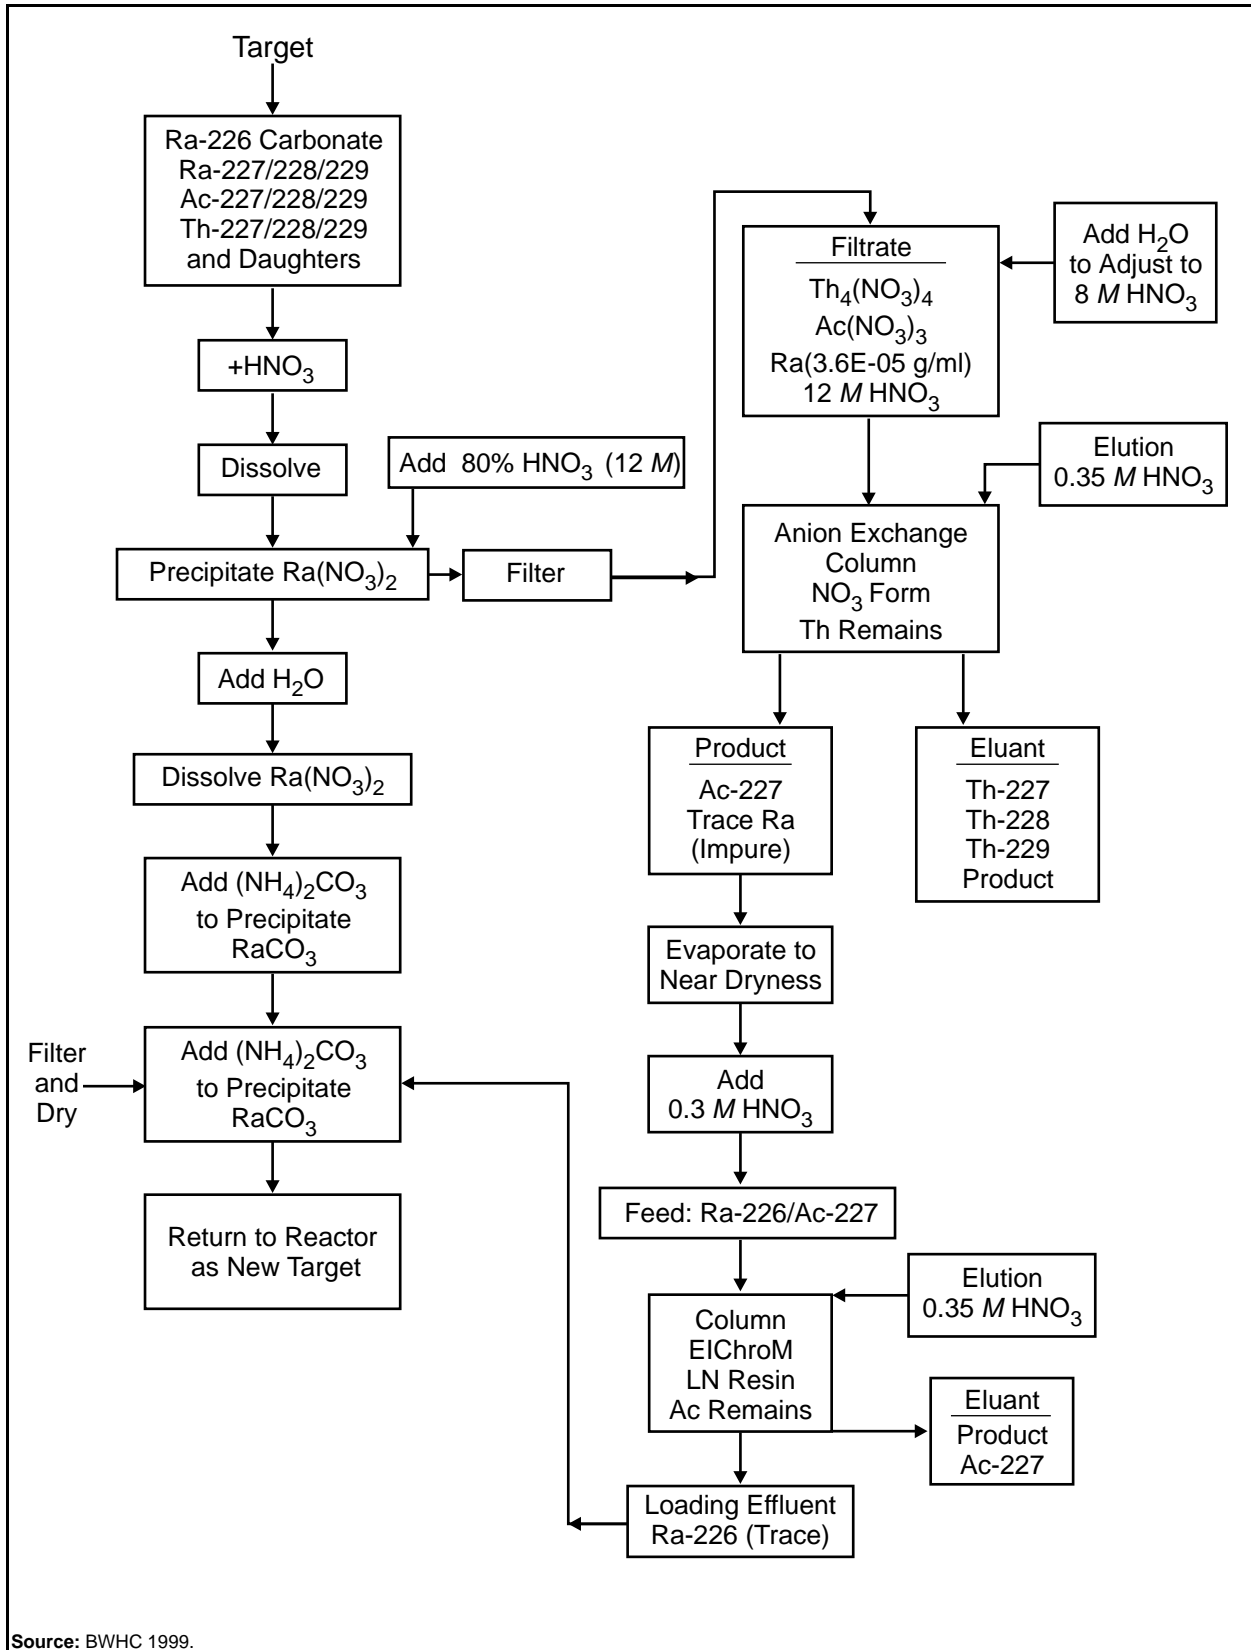 Target
Ra-226 Carbonate
Ra-227/228/229
Ac-227/228/229
Th-227/228/229
and Daughters
+HNO₃
Dissolve
Add 80% HNO₃ (12 M)
Precipitate Ra(NO₃)₂
Filter
Add H₂O
Dissolve Ra(NO₃)₂
Add (NH₄)₂CO₃
to Precipitate
RaCO₃
Filter
and
Dry
Add (NH₄)₂CO₃
to Precipitate
RaCO₃
Return to Reactor
as New Target
Filtrate
Th₄(NO₃)₄
Ac(NO₃)₃
Ra(3.6E-05 g/ml)
12 M HNO₃
Add H₂O
to Adjust to
8 M HNO₃
Elution
0.35 M HNO₃
Anion Exchange
Column
NO₃ Form
Th Remains
Product
Ac-227
Trace Ra
(Impure)
Eluant
Th-227
Th-228
Th-229
Product
Evaporate to
Near Dryness
Add
0.3 M HNO₃
Feed: Ra-226/Ac-227
Elution
0.35 M HNO₃
Column
EIChroM
LN Resin
Ac Remains
Eluant
Product
Ac-227
Loading Effluent
Ra-226 (Trace)
Source: BWHC 1999.